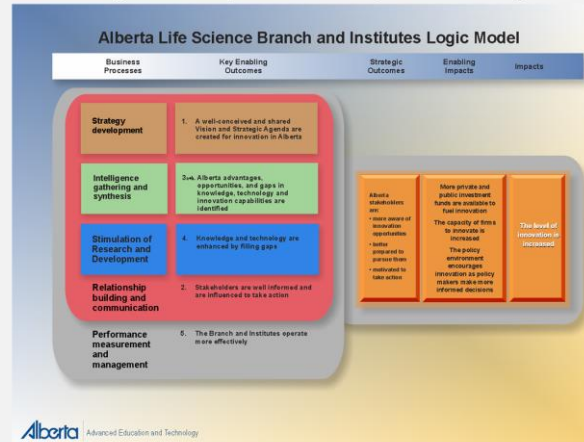 Alberta Life Science Branch and Institutes Logic Model
Business
Processes
Key Enabling
Outcomes
Strategic
Outcomes
Enabling
Impacts
Impacts
Strategy
development
1. A well-conceived and shared
Vision and Strategic Agenda are
created for innovation in Alberta
Intelligence
gathering and
synthesis
Alberta advantages,
opportunities, and gaps in
knowledge, technology and
innovation capabilities are
identified
Stimulation of
Research and
Development
4. Knowledge and technology are
enhanced by filling gaps
Relationship
building and
communication
2. Stakeholders are well informed and
are influenced to take action
Performance
measurement
and
management
5. The Branch and Institutes operate
more effectively
Alberta
stakeholders
are:
• more aware of
innovation
opportunities
• better
prepared to
pursue them
• motivated to
take action
More private and
public investment
funds are available to
fuel innovation
The capacity of firms
to innovate is
increased
The policy
environment
encourages
innovation as policy
makers make more
informed decisions
The level of
innovation is
increased
Alberta
Advanced Education and Technology